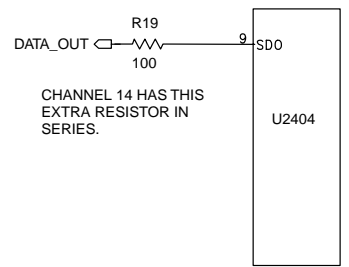 R19
DATA_OUT
9
SDO
100
CHANNEL 14 HAS THIS
EXTRA RESISTOR IN
SERIES.
U2404